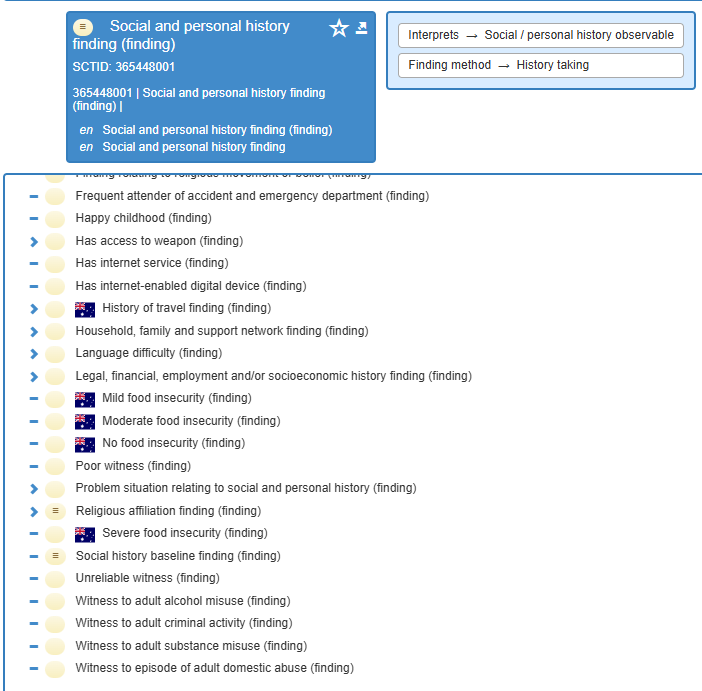 Social and personal history
finding (finding)
SCTID: 365448001
365448001 | Social and personal history finding
(finding) |
en Social and personal history finding (finding)
en Social and personal history finding
Interprets → Social / personal history observable
Finding method → History taking
Finding relating to religious movement or belief (finding)
Frequent attender of accident and emergency department (finding)
Happy childhood (finding)
Has access to weapon (finding)
Has internet service (finding)
Has internet-enabled digital device (finding)
History of travel finding (finding)
Household, family and support network finding (finding)
Language difficulty (finding)
Legal, financial, employment and/or socioeconomic history finding (finding)
Mild food insecurity (finding)
Moderate food insecurity (finding)
No food insecurity (finding)
Poor witness (finding)
Problem situation relating to social and personal history (finding)
Religious affiliation finding (finding)
Severe food insecurity (finding)
Social history baseline finding (finding)
Unreliable witness (finding)
Witness to adult alcohol misuse (finding)
Witness to adult criminal activity (finding)
Witness to adult substance misuse (finding)
Witness to episode of adult domestic abuse (finding)